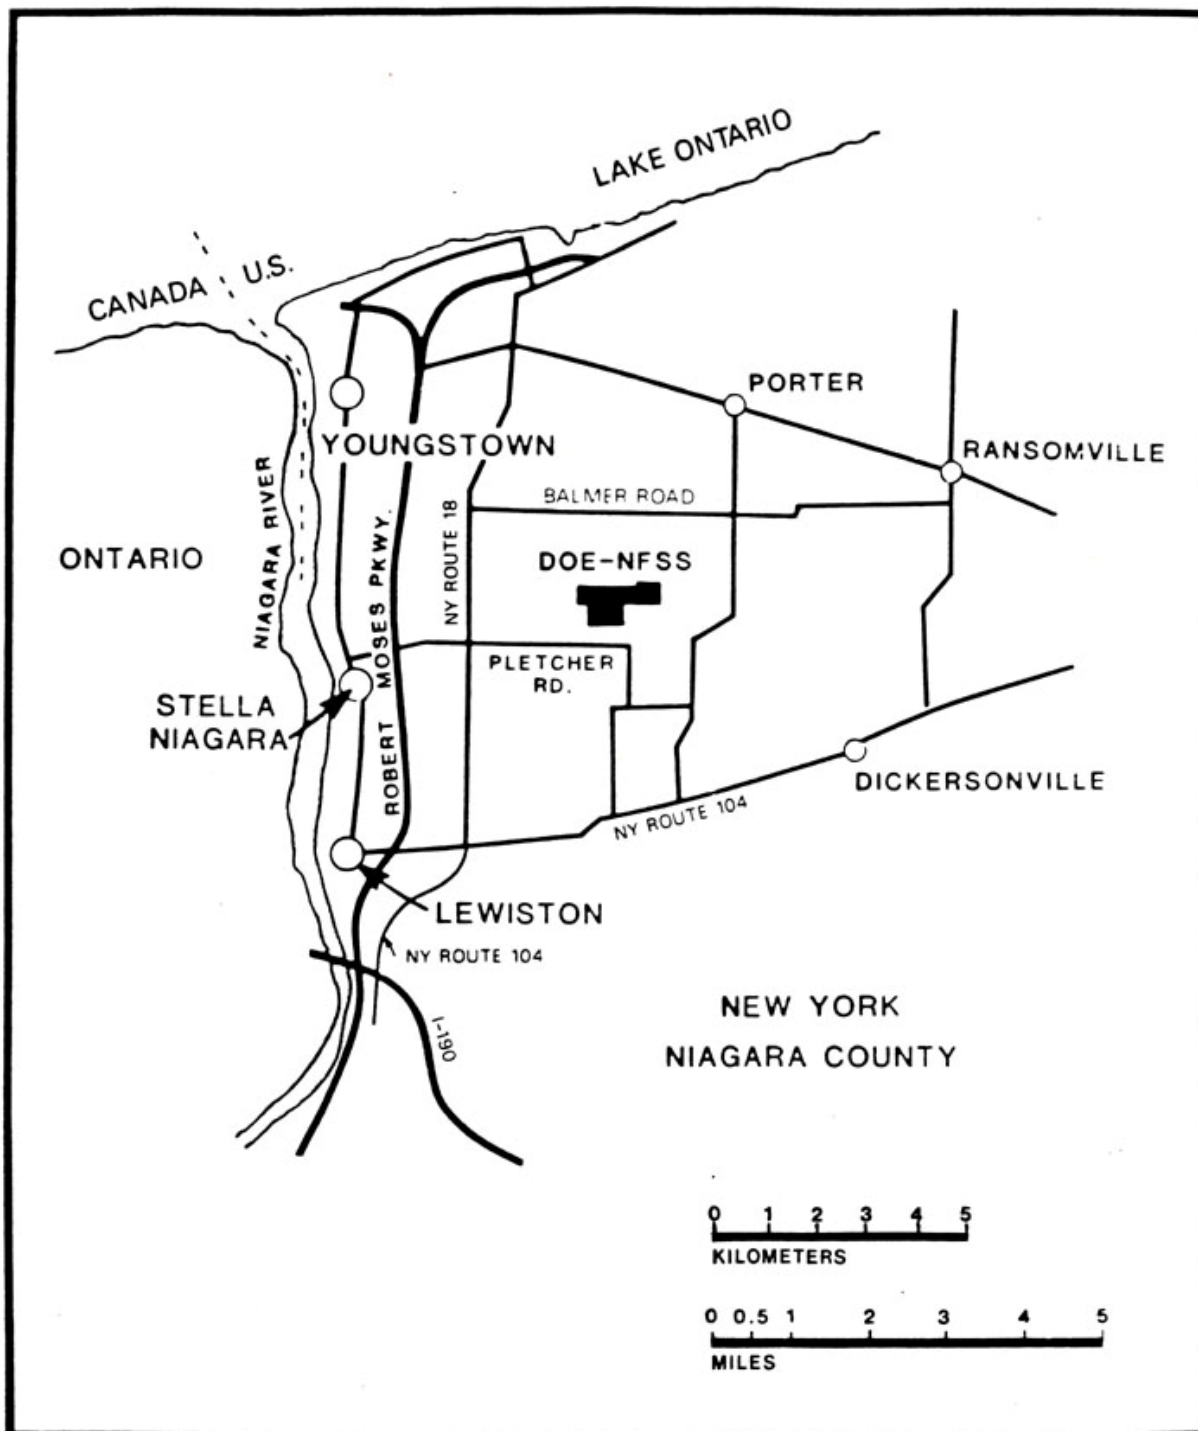 LAKE ONTARIO
CANADA
U.S.
PORTER
YOUNGSTOWN
RANSOMVILLE
BALMER ROAD
NIAGARA RIVER
ONTARIO
ROBERT MOSES PKWY.
NY ROUTE 18
DOE-NFSS
PLETCHER
RD.
STELLA
NIAGARA
DICKERSONVILLE
NY ROUTE 104
LEWISTON
NY ROUTE 104
I-190
NEW YORK
NIAGARA COUNTY
0 1 2 3 4 5
KILOMETERS
0 0.5 1 2 3 4 5
MILES